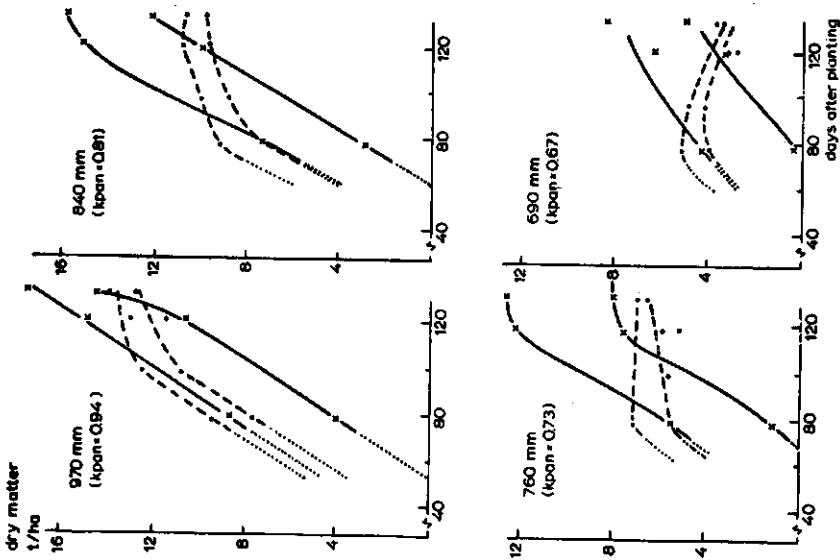 dry matter
t/ha
16
12
8
4
40
80
120
970 mm
(kpan=0.94)
16
12
8
4
40
80
120
840 mm
(kpan=0.81)
12
8
4
40
80
120
760 mm
(kpan=0.73)
8
4
40
80
120
690 mm
(kpan=0.67)
days after planting